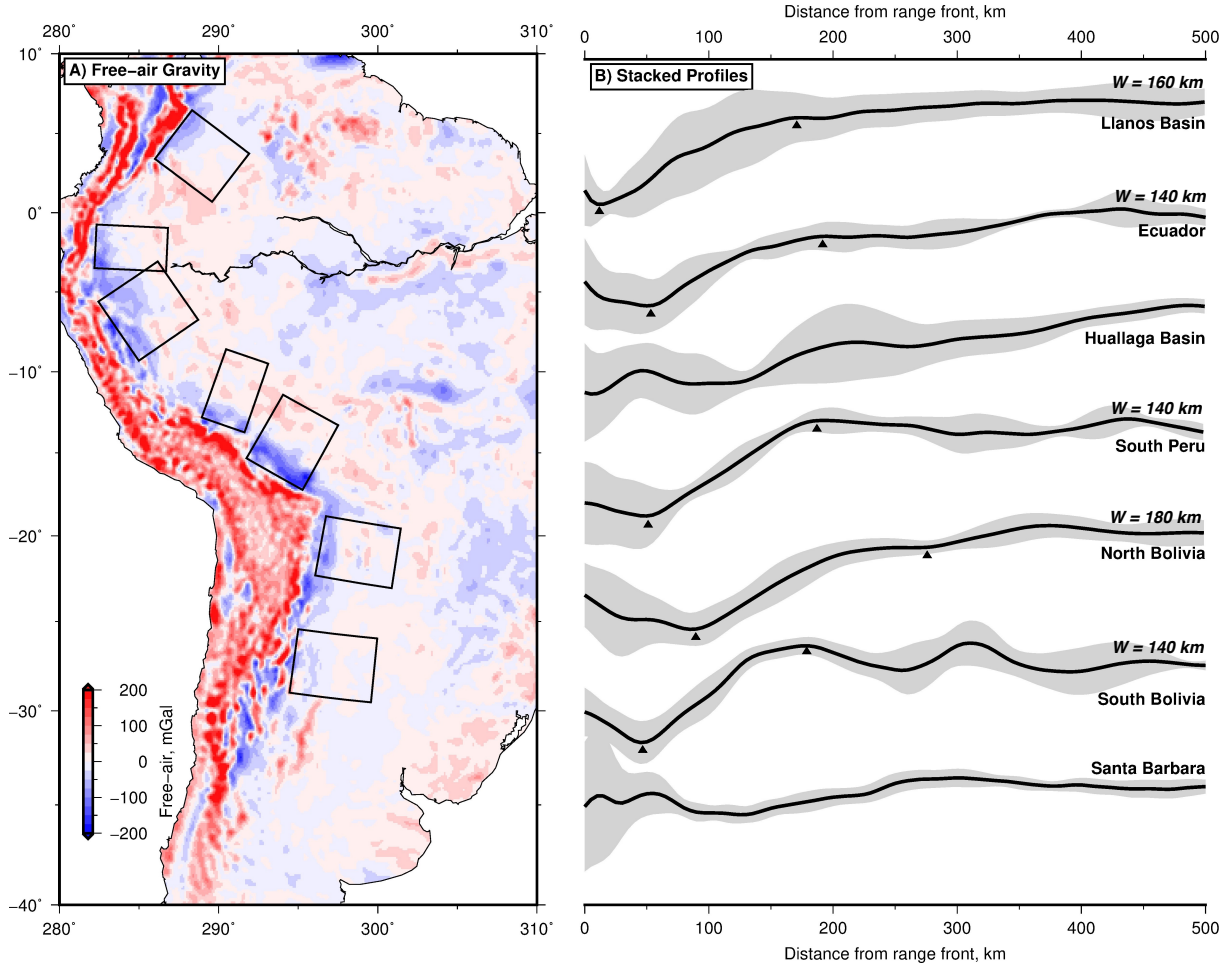 280˚ 290˚ 300˚ 310˚
10˚
0˚
−10˚
−20˚
−30˚
−40˚
A) Free−air Gravity
200
100
0
−100
−200
Free−air, mGal
280˚ 290˚ 300˚ 310˚
Distance from range front, km
0 100 200 300 400 500
B) Stacked Profiles
W = 160 km
Llanos Basin
W = 140 km
Ecuador
Huallaga Basin
W = 140 km
South Peru
W = 180 km
North Bolivia
W = 140 km
South Bolivia
Santa Barbara
0 100 200 300 400 500
Distance from range front, km